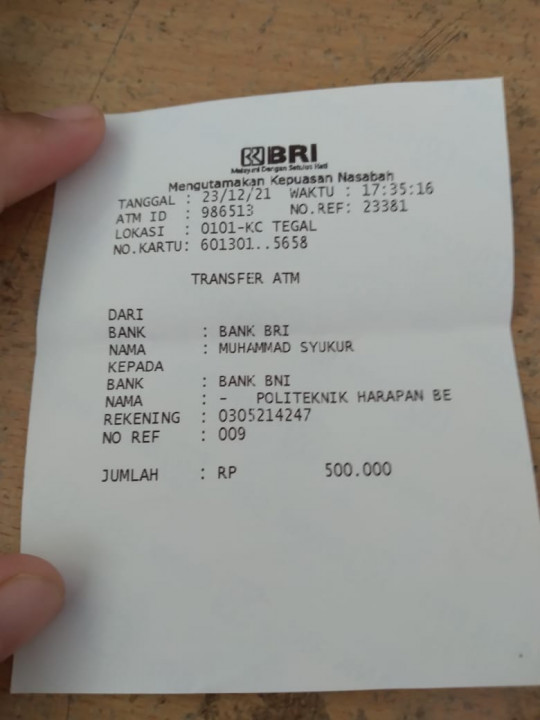 BRI
Melayani Dengan Setulus Hati
Mengutamakan Kepuasan Nasabah
TANGGAL : 23/12/21 WAKTU : 17:35:16
ATM ID : 986513 NO.REF: 23381
LOKASI : 0101-KC TEGAL
NO.KARTU: 601301..5658
TRANSFER ATM
DARI
BANK : BANK BRI
NAMA : MUHAMMAD SYUKUR
KEPADA
BANK : BANK BNI
NAMA : - POLITEKNIK HARAPAN BE
REKENING : 0305214247
NO REF : 009
JUMLAH : RP 500.000